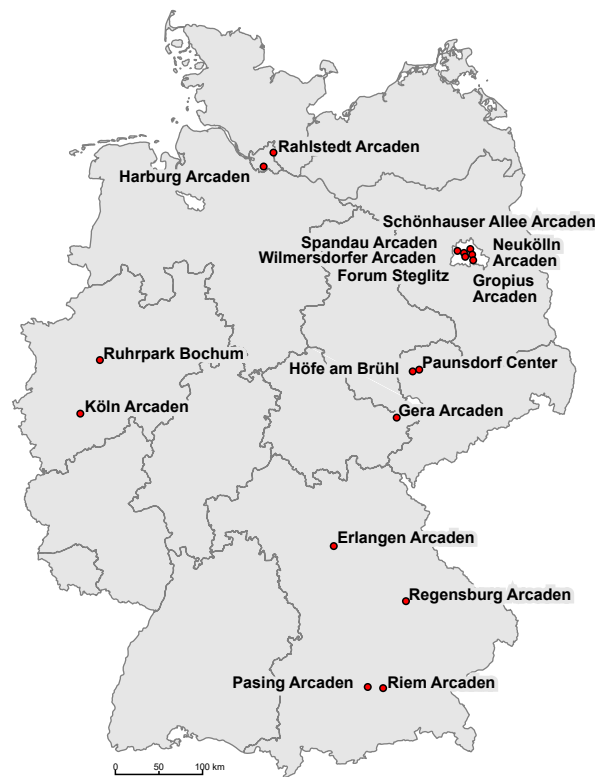 Rahlstedt Arcaden
Harburg Arcaden
Schönhauser Allee Arcaden
Spandau Arcaden
Neukölln
Arcaden
Wilmersdorfer Arcaden
Forum Steglitz
Gropius
Arcaden
Ruhrpark Bochum
Höfe am Brühl
Paunsdorf Center
Köln Arcaden
Gera Arcaden
Erlangen Arcaden
Regensburg Arcaden
Pasing Arcaden
Riem Arcaden
0 50 100 km